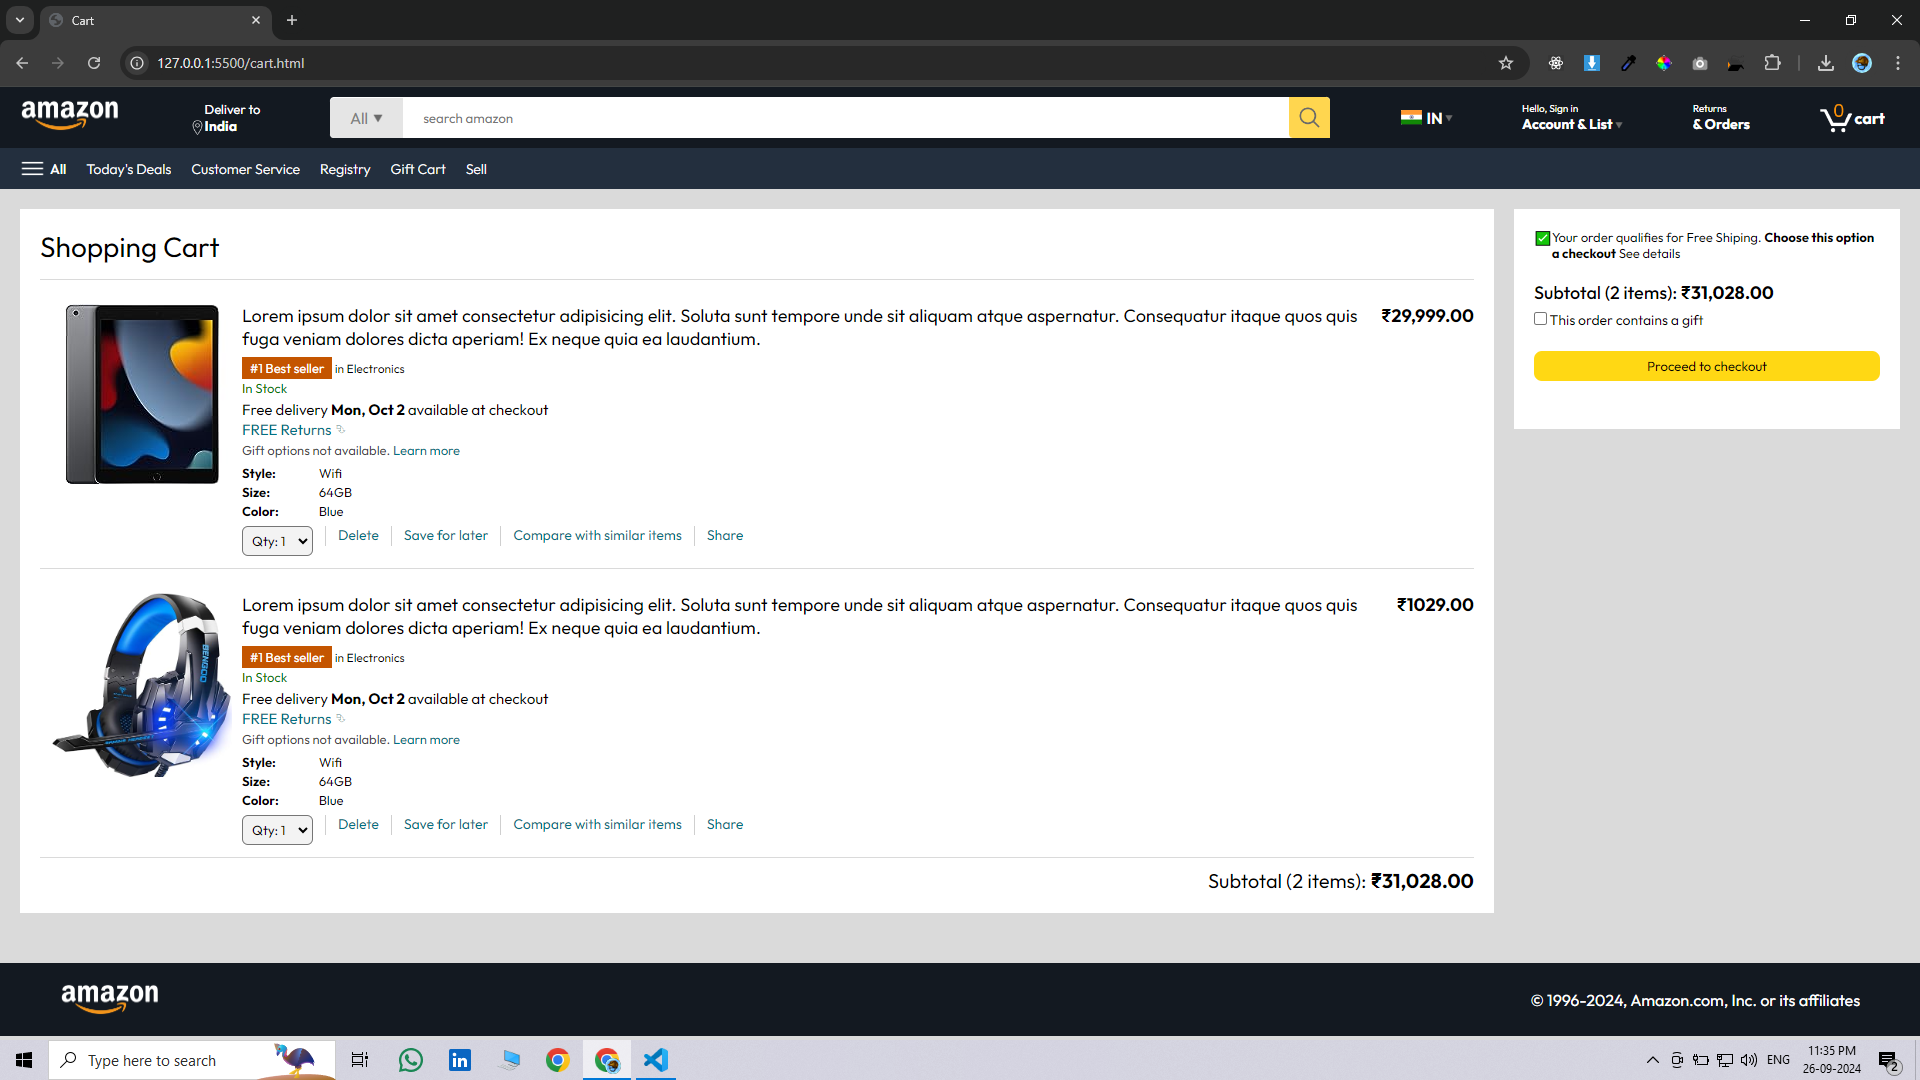 Cart
127.0.0.1:5500/cart.html
amazon
Deliver to
India
All ▼
search amazon
IN ▾
Hello, Sign in
Account & List ▾
Returns
& Orders
0
cart
All Today's Deals Customer Service Registry Gift Cart Sell
Shopping Cart
Lorem ipsum dolor sit amet consectetur adipisicing elit. Soluta sunt tempore unde sit aliquam atque aspernatur. Consequatur itaque quos quis
fuga veniam dolores dicta aperiam! Ex neque quia ea laudantium.
₹29,999.00
#1 Best seller in Electronics
In Stock
Free delivery Mon, Oct 2 available at checkout
FREE Returns
Gift options not available. Learn more
Style: Wifi
Size: 64GB
Color: Blue
Qty: 1 Delete Save for later Compare with similar items Share
BENGOO
Lorem ipsum dolor sit amet consectetur adipisicing elit. Soluta sunt tempore unde sit aliquam atque aspernatur. Consequatur itaque quos quis
fuga veniam dolores dicta aperiam! Ex neque quia ea laudantium.
₹1029.00
#1 Best seller in Electronics
In Stock
Free delivery Mon, Oct 2 available at checkout
FREE Returns
Gift options not available. Learn more
Style: Wifi
Size: 64GB
Color: Blue
Qty: 1 Delete Save for later Compare with similar items Share
Subtotal (2 items): ₹31,028.00
Your order qualifies for Free Shiping. Choose this option
a checkout See details
Subtotal (2 items): ₹31,028.00
This order contains a gift
Proceed to checkout
amazon
© 1996-2024, Amazon.com, Inc. or its affiliates
Type here to search
ENG
11:35 PM
26-09-2024
2